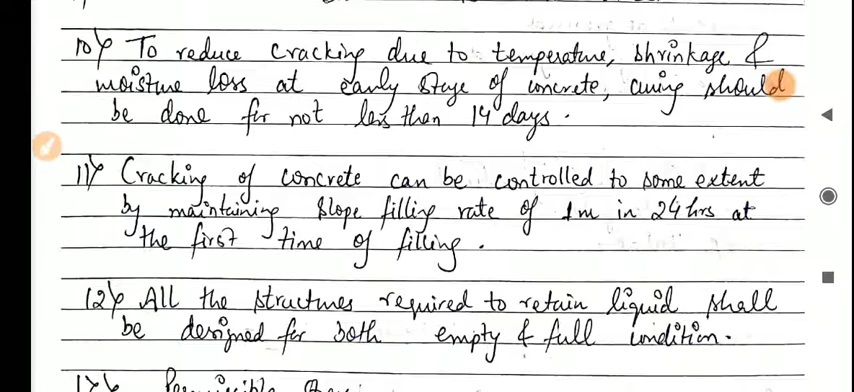 10) To reduce cracking due to temperature, shrinkage &
moisture loss at early stage of concrete, curing should
be done for not less then 14 days.
11) Cracking of concrete can be controlled to some extent
by maintaining slope filling rate of 1m in 24 hrs at
the first time of filling.
12) All the structures required to retain liquid shall
be designed for both empty & full condition.
Permissible